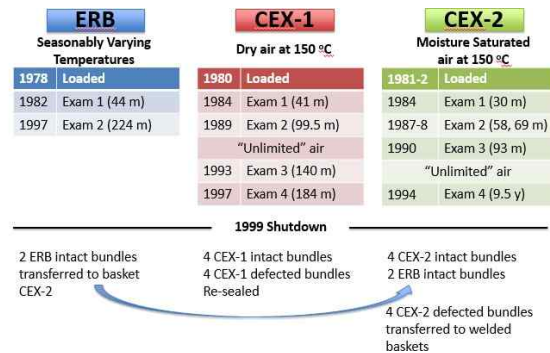 ERB
Seasonably Varying
Temperatures
1978 Loaded
1982 Exam 1 (44 m)
1997 Exam 2 (224 m)
CEX-1
Dry air at 150 ºC
1980 Loaded
1984 Exam 1 (41 m)
1989 Exam 2 (99.5 m)
“Unlimited” air
1993 Exam 3 (140 m)
1997 Exam 4 (184 m)
CEX-2
Moisture Saturated
air at 150 ºC
1981-2 Loaded
1984 Exam 1 (30 m)
1987-8 Exam 2 (58, 69 m)
1990 Exam 3 (93 m)
“Unlimited” air
1994 Exam 4 (9.5 y)
1999 Shutdown
2 ERB intact bundles
transferred to basket
CEX-2
4 CEX-1 intact bundles
4 CEX-1 defected bundles
Re-sealed
4 CEX-2 intact bundles
2 ERB intact bundles
4 CEX-2 defected bundles
transferred to welded
baskets